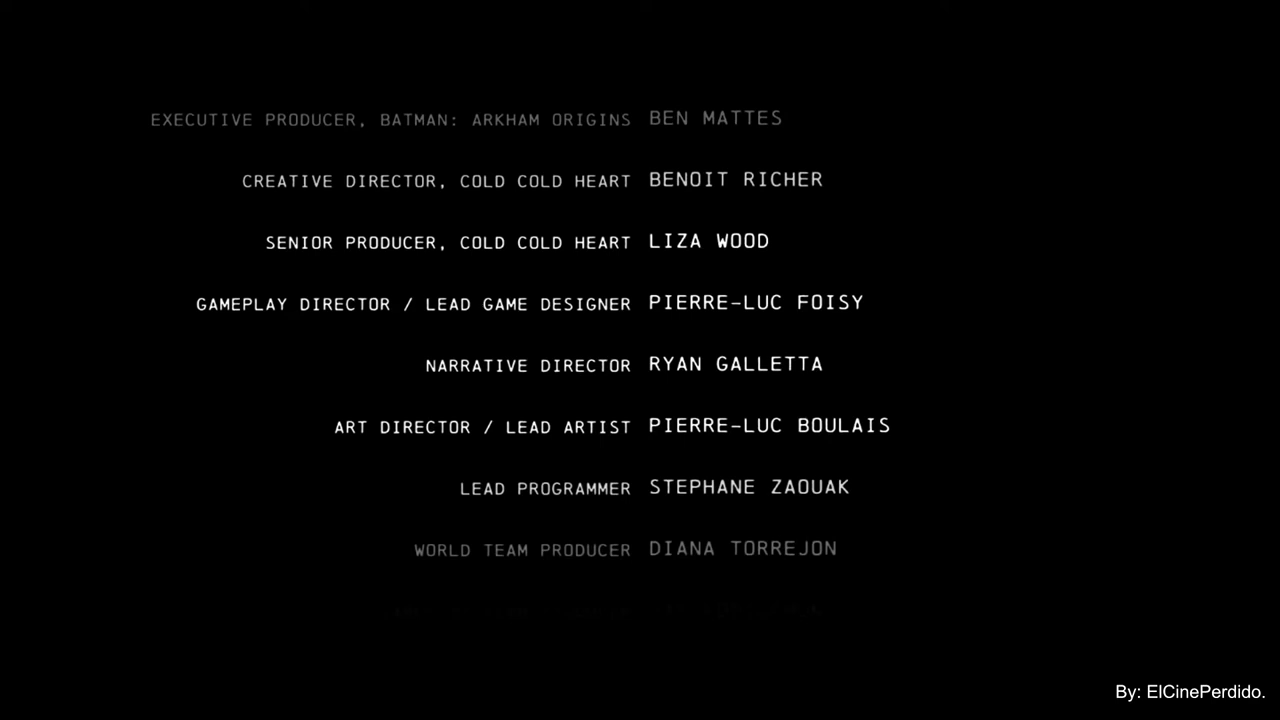 EXECUTIVE PRODUCER, BATMAN: ARKHAM ORIGINS BEN MATTES
CREATIVE DIRECTOR, COLD COLD HEART BENOIT RICHER
SENIOR PRODUCER, COLD COLD HEART LIZA WOOD
GAMEPLAY DIRECTOR / LEAD GAME DESIGNER PIERRE-LUC FOISY
NARRATIVE DIRECTOR RYAN GALLETTA
ART DIRECTOR / LEAD ARTIST PIERRE-LUC BOULAIS
LEAD PROGRAMMER STEPHANE ZAOUAK
WORLD TEAM PRODUCER DIANA TORREJON
By: ElCinePerdido.